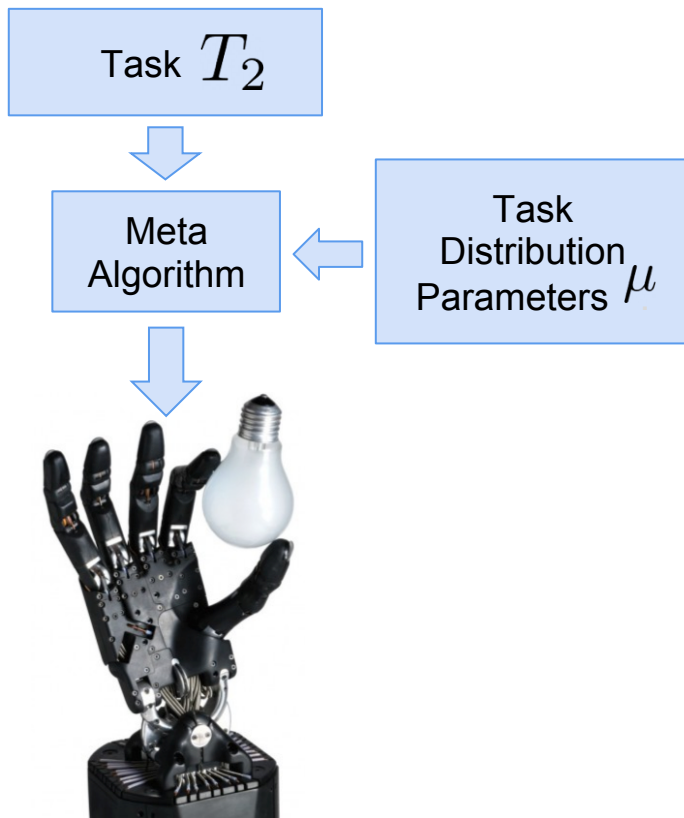 Task T₂
Meta
Algorithm
Task
Distribution
Parameters μ